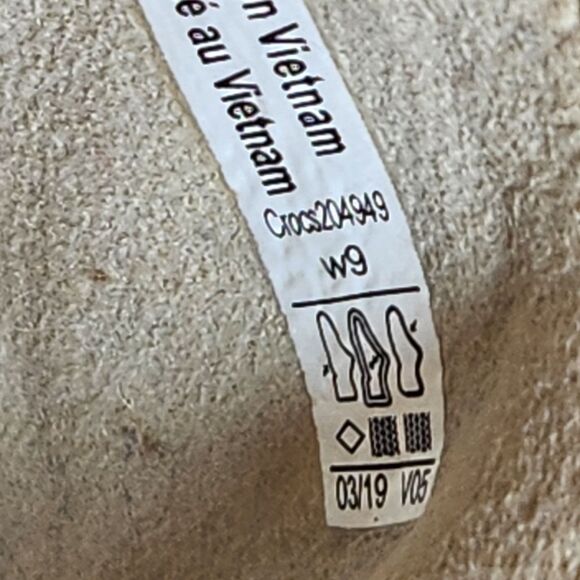 n Vietnam
é au Vietnam
Crocs204949
w9
03/19 V05